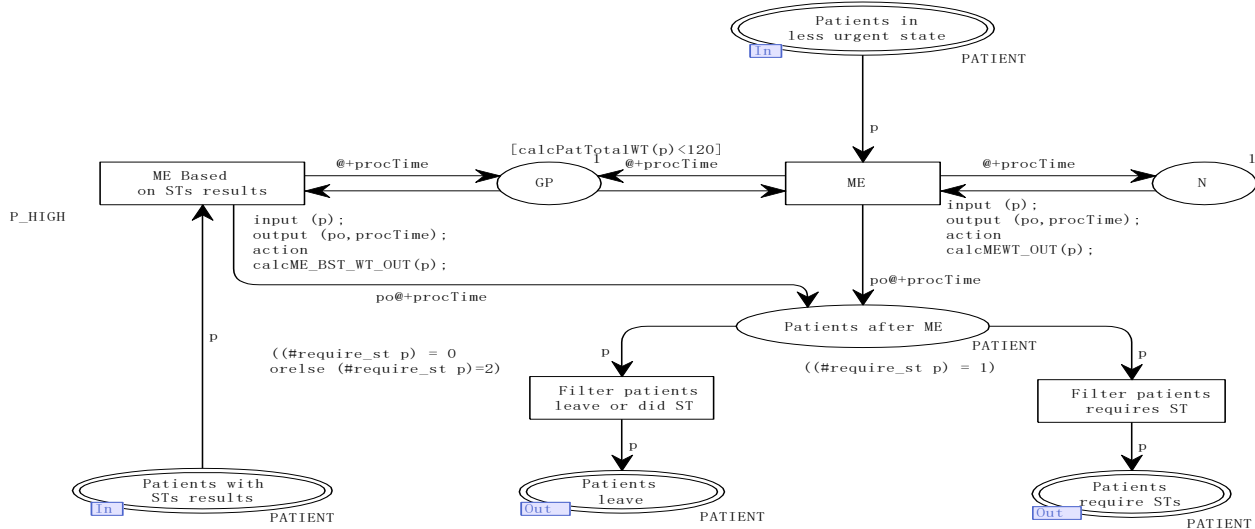 Patients in
less urgent state
In
PATIENT
p
[calcPatTotalWT(p)<120]
1
@+procTime
@+procTime
@+procTime
1
ME Based
on STs results
GP
ME
N
P_HIGH
input (p);
output (po,procTime);
action
calcME_BST_WT_OUT(p);
input (p);
output (po,procTime);
action
calcMEWT_OUT(p);
po@+procTime
po@+procTime
p
Patients after ME
PATIENT
((#require_st p) = 0
orelse (#require_st p)=2)
p
((#require_st p) = 1)
p
Filter patients
leave or did ST
Filter patients
requires ST
p
p
Patients with
STs results
In
PATIENT
Patients
leave
Out
PATIENT
Patients
require STs
Out
PATIENT